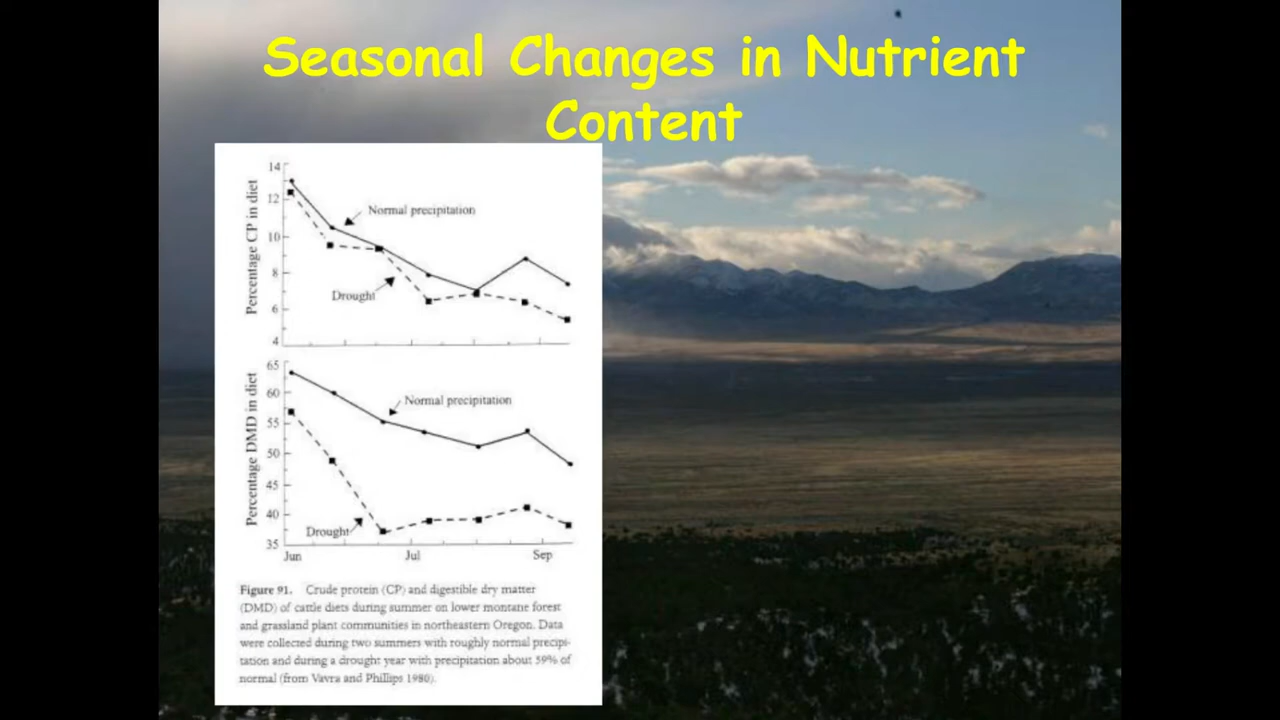 Seasonal Changes in Nutrient
Content
14
12
10
8
6
4
Percentage CP in diet
Normal precipitation
Drought
65
60
55
50
45
40
35
Percentage DMD in diet
Normal precipitation
Drought
Jun
Jul
Sep
Figure 91. Crude protein (CP) and digestible dry matter
(DMD) of cattle diets during summer on lower montane forest
and grassland plant communities in northeastern Oregon. Data
were collected during two summers with roughly normal precipi-
tation and during a drought year with precipitation about 59% of
normal (from Vavra and Phillips 1980).